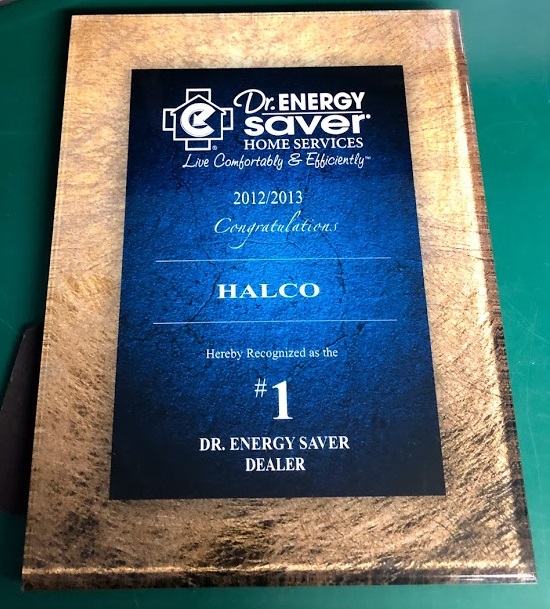 Dr. ENERGY
saver®
HOME SERVICES
Live Comfortably & Efficiently™
2012/2013
Congratulations
HALCO
Hereby Recognized as the
#1
DR. ENERGY SAVER
DEALER